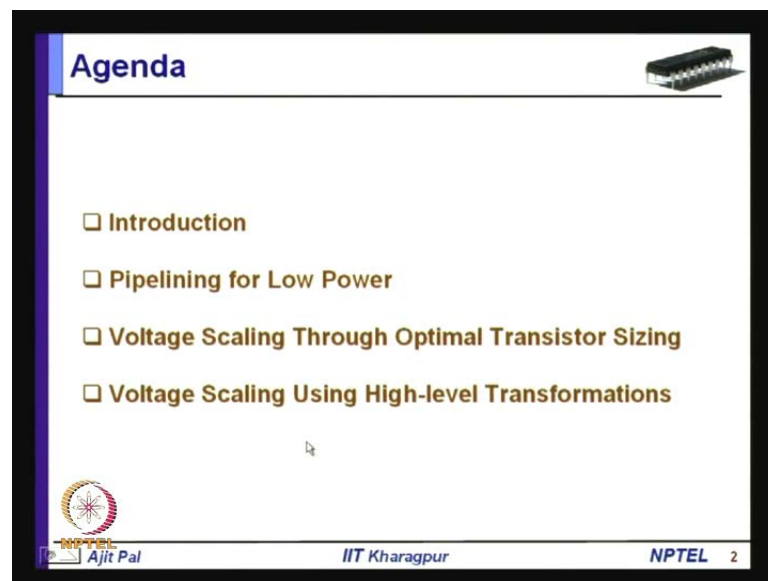 Agenda
❑ Introduction
❑ Pipelining for Low Power
❑ Voltage Scaling Through Optimal Transistor Sizing
❑ Voltage Scaling Using High-level Transformations
NPTEL
Ajit Pal IIT Kharagpur NPTEL 2